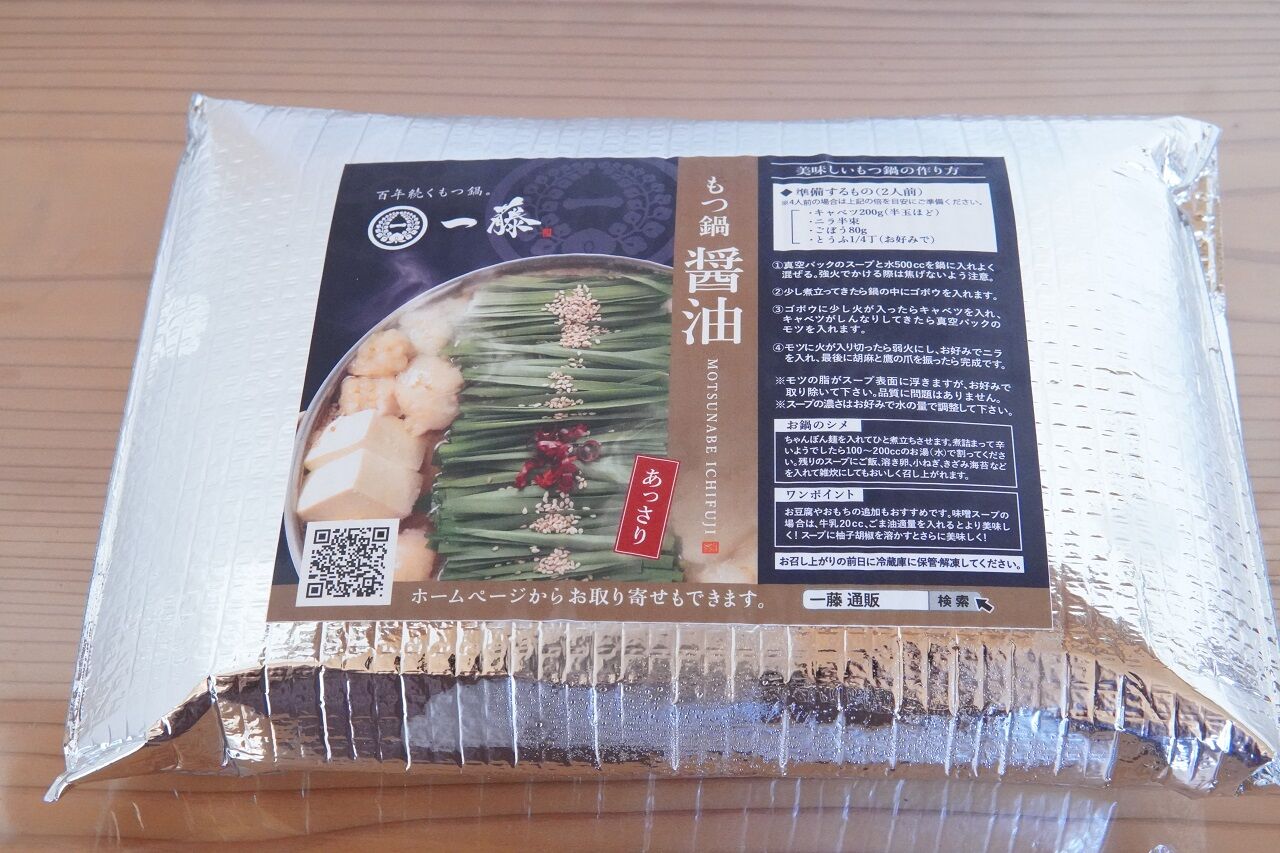 百年続くもつ鍋。
一藤
もつ鍋
醤油
MOTSUNABE ICHIFUJI
あっさり
美味しいもつ鍋の作り方
◆ 準備するもの(2人前)
※4人前の場合は上記の倍を目安にご準備ください。
・キャベツ200g(半玉ほど)
・ニラ半束
・ごぼう80g
・とうふ1/4丁(お好みで)
①真空パックのスープと水500ccを鍋に入れよく
混ぜる。強火でかける際は焦げないよう注意。
②少し煮立ってきたら鍋の中にゴボウを入れます。
③ゴボウに少し火が入ったらキャベツを入れ、
キャベツがしんなりしてきたら真空パックの
モツを入れます。
④モツに火が入り切ったら弱火にし、お好みでニラ
を入れ、最後に胡麻と鷹の爪を振ったら完成です。
※モツの脂がスープ表面に浮きますが、お好みで
取り除いて下さい。品質に問題はありません。
※スープの濃さはお好みで水の量で調整して下さい。
お鍋のシメ
ちゃんぽん麺を入れてひと煮立ちさせます。煮詰まって辛
いようでしたら100〜200ccのお湯(水)で割ってくださ
い。残りのスープにご飯、溶き卵、小ねぎ、きざみ海苔など
を入れて雑炊にしてもおいしく召し上がれます。
ワンポイント
お豆腐やおもちの追加もおすすめです。味噌スープの
場合は、牛乳20cc、ごま油適量を入れるとより美味し
く!スープに柚子胡椒を溶かすとさらに美味しく!
お召し上がりの前日に冷蔵庫に保管・解凍してください。
ホームページからお取り寄せもできます。
一藤 通販
検索